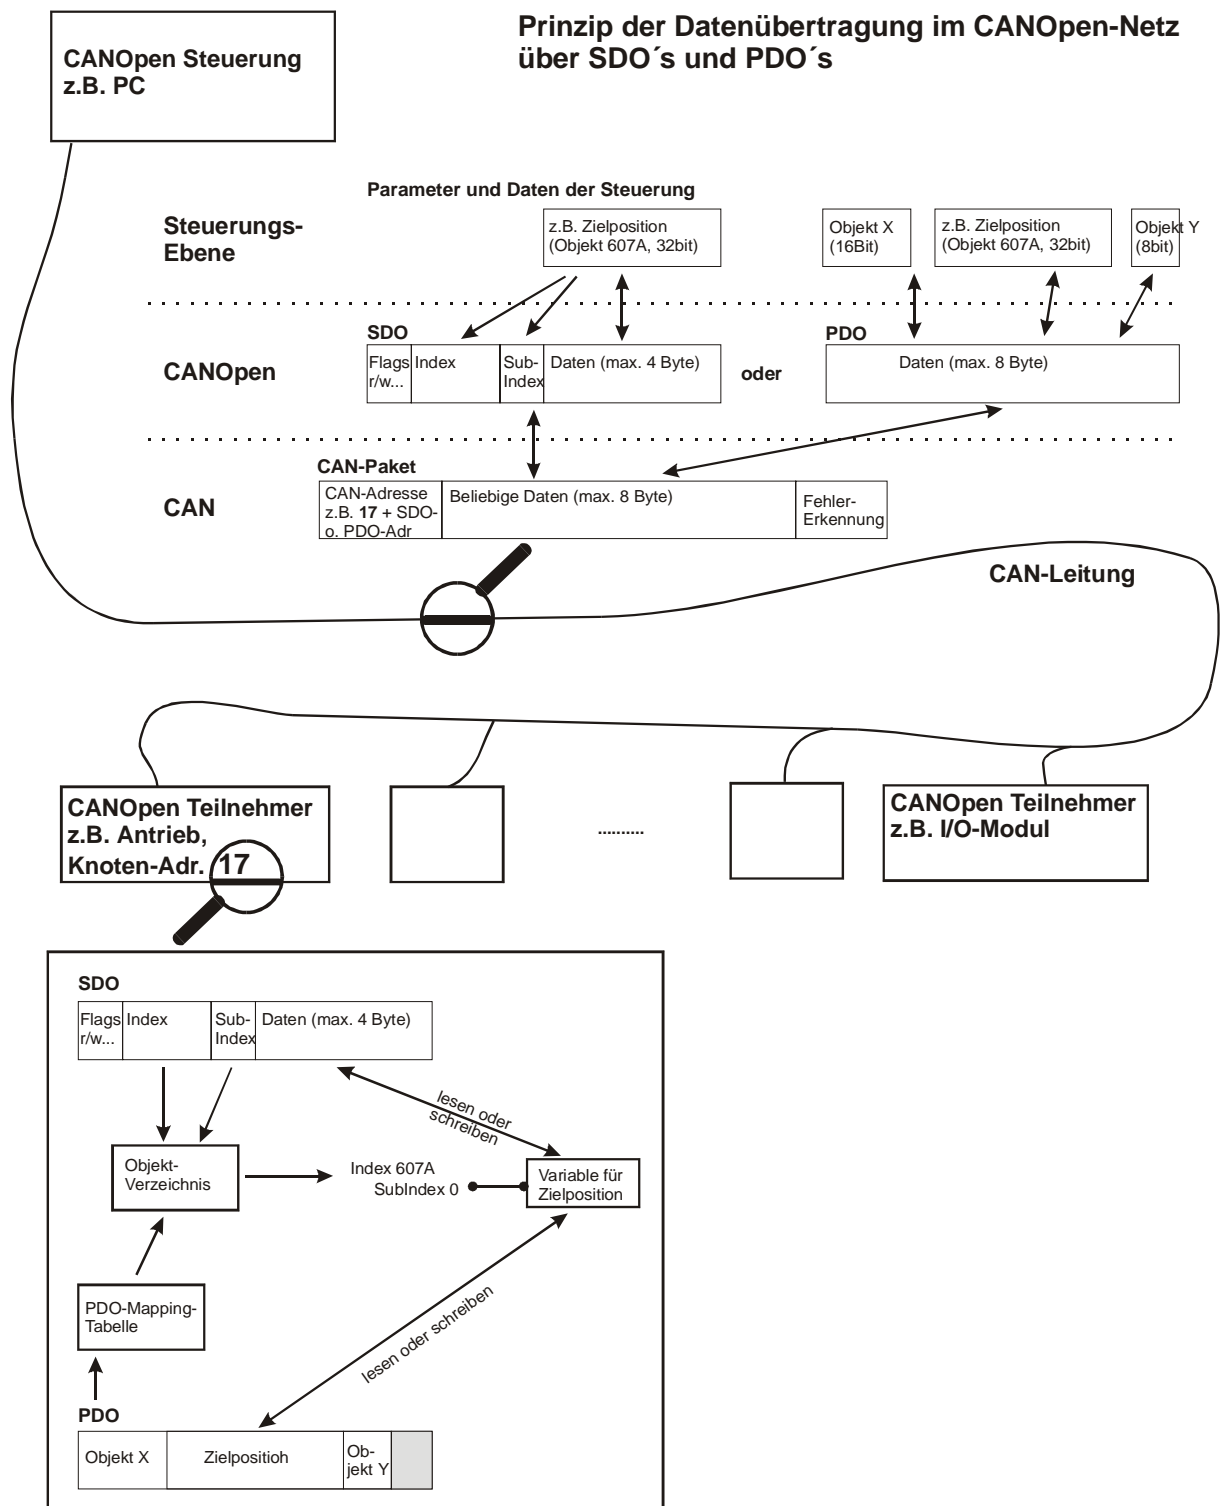 CANOpen Steuerung
z.B. PC
Prinzip der Datenübertragung im CANOpen-Netz
über SDO´s und PDO´s
Parameter und Daten der Steuerung
Steuerungs-
Ebene
z.B. Zielposition
(Objekt 607A, 32bit)
Objekt X
(16Bit)
z.B. Zielposition
(Objekt 607A, 32bit)
Objekt Y
(8bit)
CANOpen
SDO
Flags
r/w...
Index
Sub-
Index
Daten (max. 4 Byte)
oder
PDO
Daten (max. 8 Byte)
CAN
CAN-Paket
CAN-Adresse
z.B. 17 + SDO-
o. PDO-Adr
Beliebige Daten (max. 8 Byte)
Fehler-
Erkennung
CAN-Leitung
CANOpen Teilnehmer
z.B. Antrieb,
Knoten-Adr. 17
..........
CANOpen Teilnehmer
z.B. I/O-Modul
SDO
Flags
r/w...
Index
Sub-
Index
Daten (max. 4 Byte)
lesen oder
schreiben
Objekt-
Verzeichnis
Index 607A
SubIndex 0
Variable für
Zielposition
PDO-Mapping-
Tabelle
lesen oder schreiben
PDO
Objekt X
Zielpositioh
Ob-
jekt Y